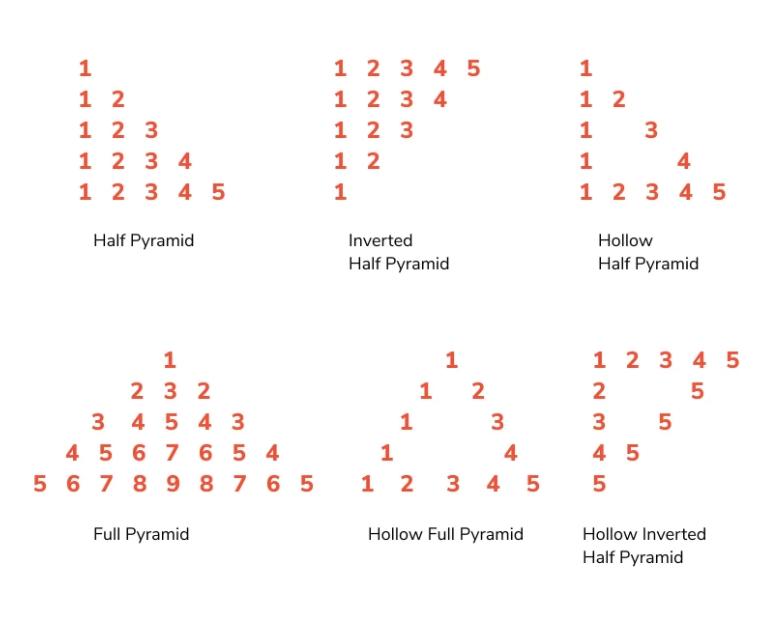 1
1 2
1 2 3
1 2 3 4
1 2 3 4 5
Half Pyramid
1 2 3 4 5
1 2 3 4
1 2 3
1 2
1
Inverted
Half Pyramid
1
1 2
1 3
1 4
1 2 3 4 5
Hollow
Half Pyramid
1
2 3 2
3 4 5 4 3
4 5 6 7 6 5 4
5 6 7 8 9 8 7 6 5
Full Pyramid
1
1 2
1 3
1 4
1 2 3 4 5
Hollow Full Pyramid
1 2 3 4 5
2 5
3 5
4 5
5
Hollow Inverted
Half Pyramid